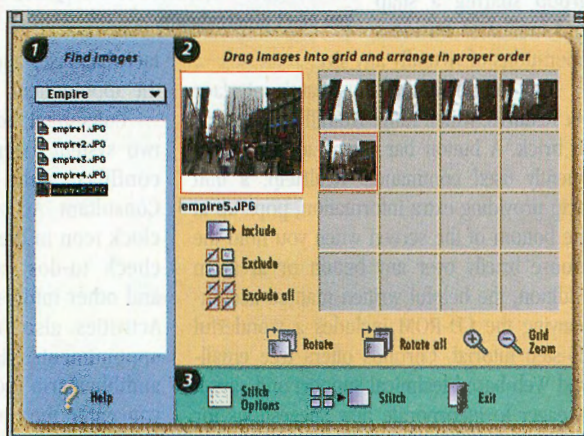 1 Find images
Empire
empire1.JPG
empire2.JPG
empire3.JPG
empire4.JPG
empire5.JPG
Help
2 Drag images into grid and arrange in proper order
empire5.JPG
Include
Exclude
Exclude all
Rotate
Rotate all
Grid
Zoom
3
Stitch
Options
Stitch
Exit